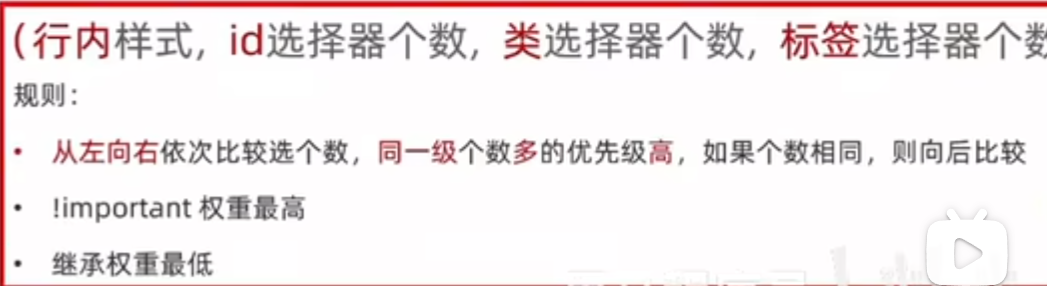 (行内样式，id选择器个数，类选择器个数，标签选择器个数
规则：
• 从左向右依次比较选个数，同一级个数多的优先级高，如果个数相同，则向后比较
• !important 权重最高
• 继承权重最低